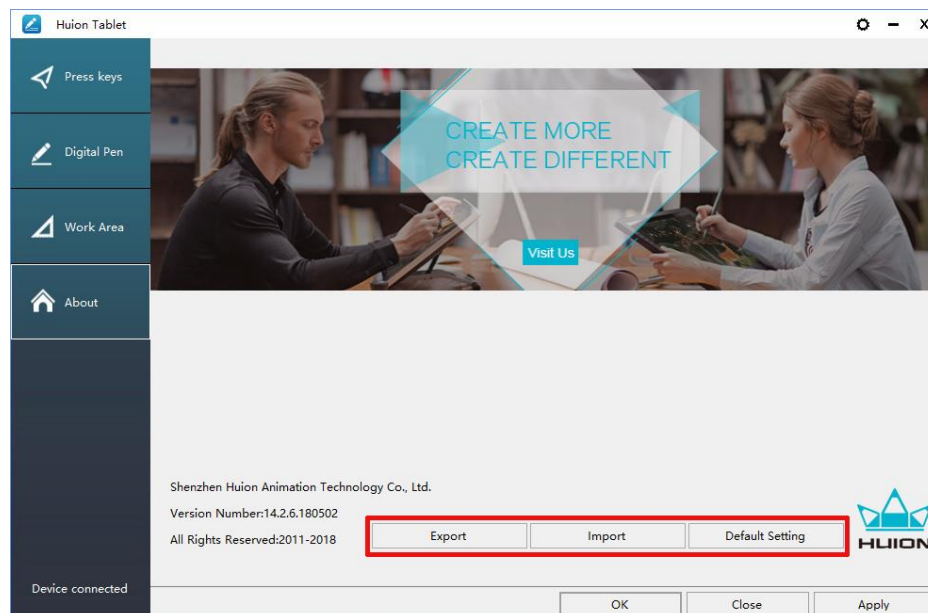 Huion Tablet
Press keys
Digital Pen
Work Area
About
CREATE MORE
CREATE DIFFERENT
Visit Us
Shenzhen Huion Animation Technology Co., Ltd.
Version Number:14.2.6.180502
All Rights Reserved:2011-2018
Export Import Default Setting
HUION
Device connected
OK Close Apply